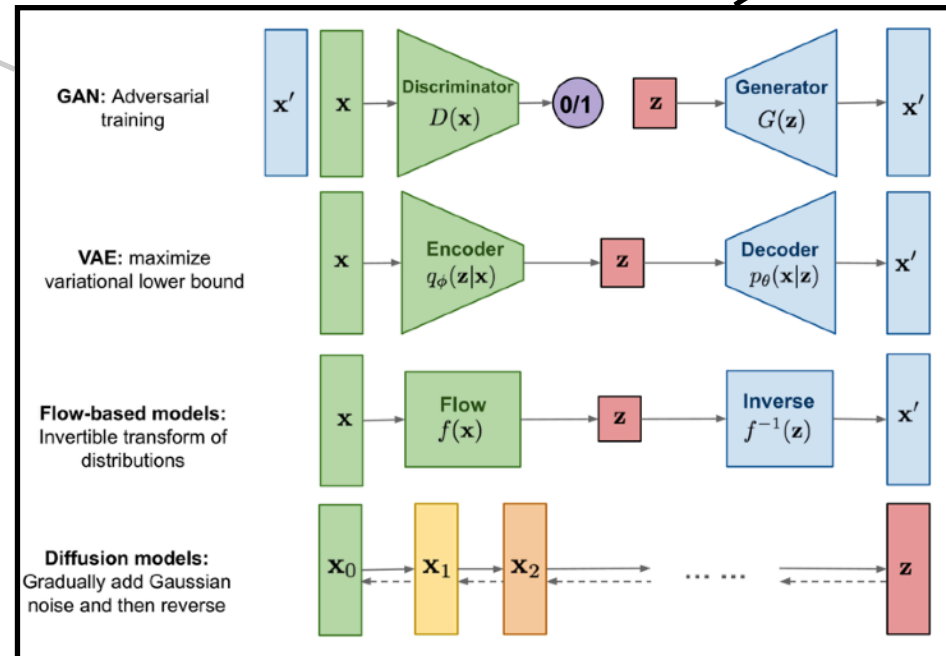 GAN: Adversarial
training
x′
x
Discriminator
D(x)
0/1
z
Generator
G(z)
x′
VAE: maximize
variational lower bound
x
Encoder
qϕ(z|x)
z
Decoder
pθ(x|z)
x′
Flow-based models:
Invertible transform of
distributions
x
Flow
f(x)
z
Inverse
f⁻¹(z)
x′
Diffusion models:
Gradually add Gaussian
noise and then reverse
x₀
x₁
x₂
... ...
z